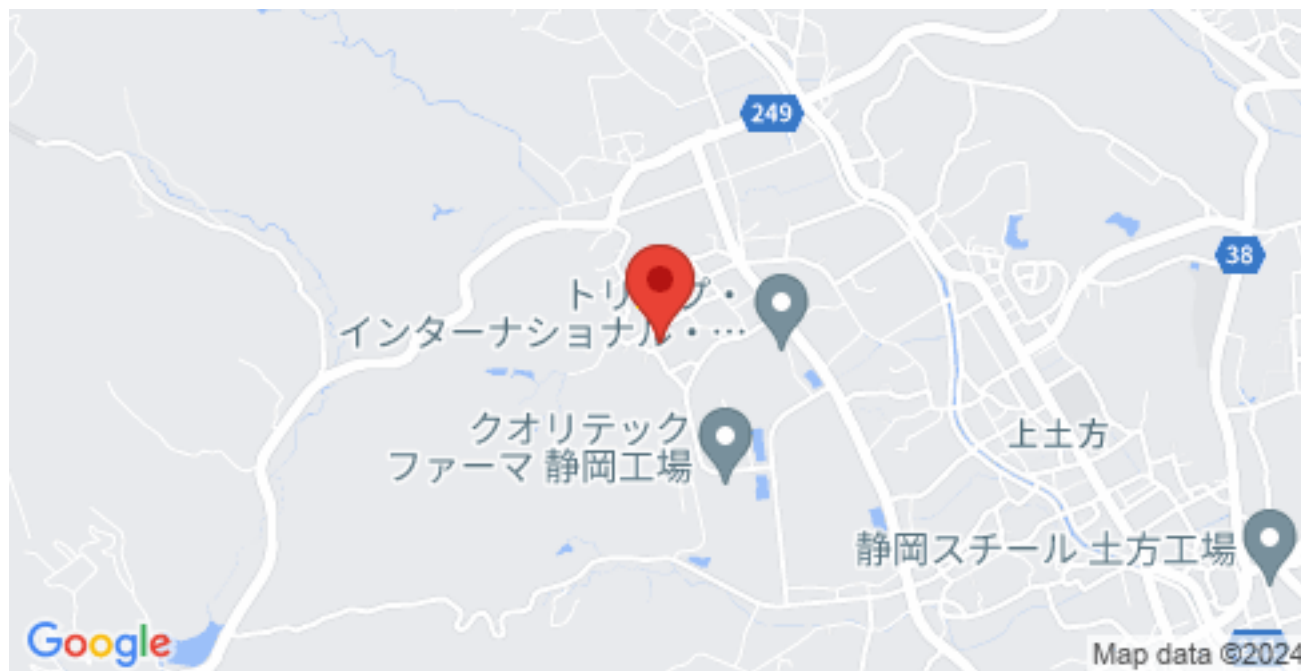 249
38
トリ プ・
インターナショナル・…
クオリテック
ファーマ 静岡工場
上土方
静岡スチール 土方工場
Google
Map data ©2024